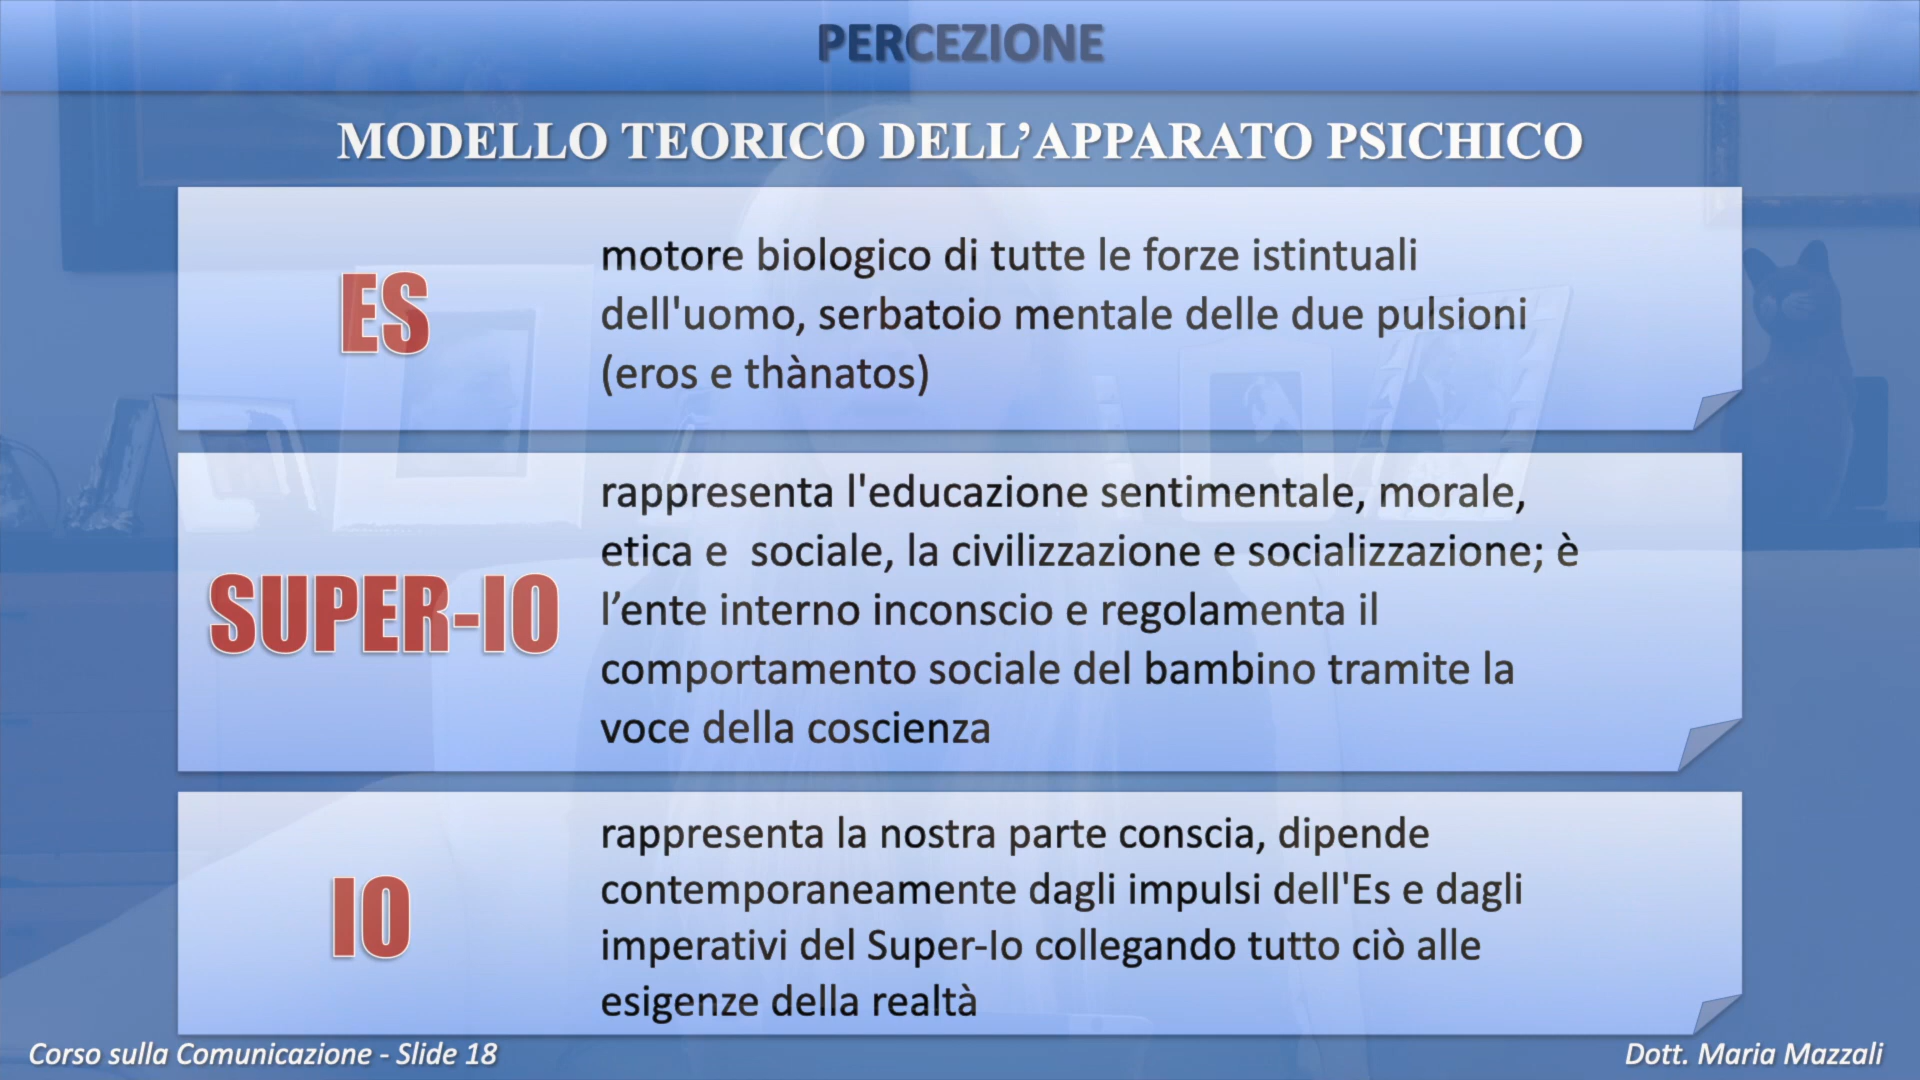 PERCEZIONE
MODELLO TEORICO DELL’APPARATO PSICHICO
ES
motore biologico di tutte le forze istintuali
dell'uomo, serbatoio mentale delle due pulsioni
(eros e thànatos)
SUPER-IO
rappresenta l'educazione sentimentale, morale,
etica e  sociale, la civilizzazione e socializzazione; è
l’ente interno inconscio e regolamenta il
comportamento sociale del bambino tramite la
voce della coscienza
IO
rappresenta la nostra parte conscia, dipende
contemporaneamente dagli impulsi dell'Es e dagli
imperativi del Super-Io collegando tutto ciò alle
esigenze della realtà
Corso sulla Comunicazione - Slide 18
Dott. Maria Mazzali